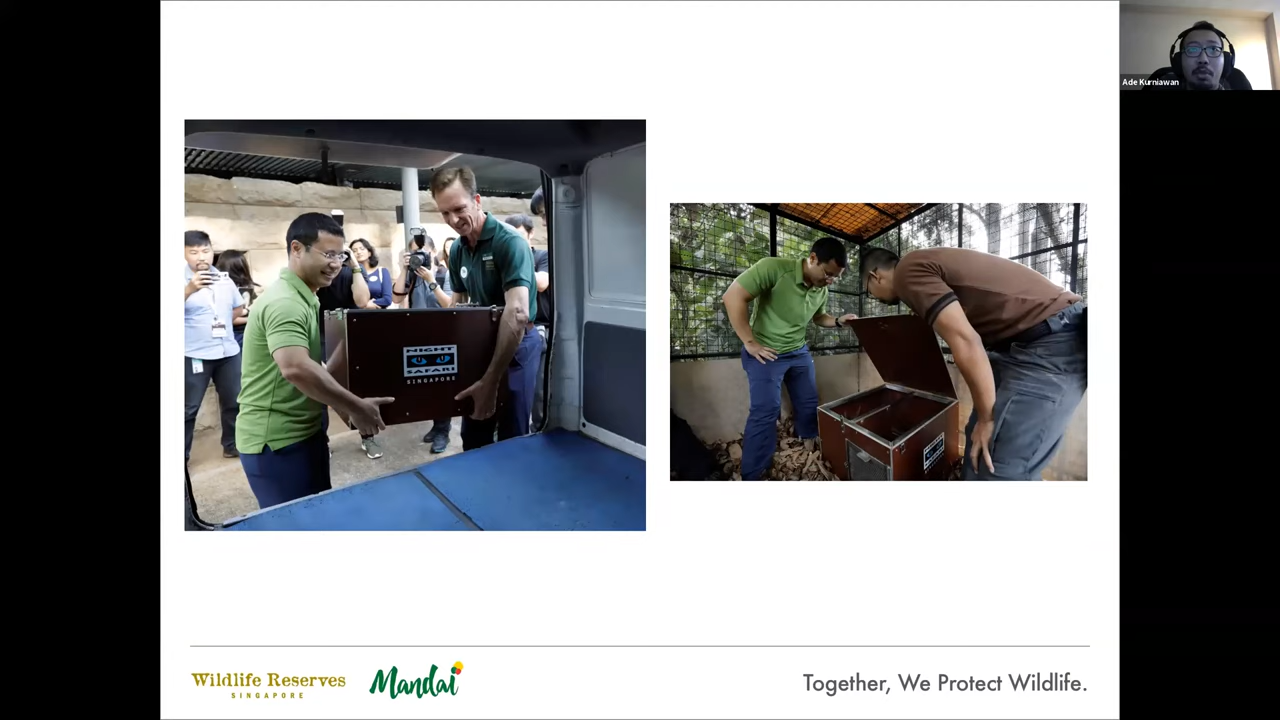 Ade Kurniawan
NIGHT
SAFARI
SINGAPORE
Wildlife Reserves
SINGAPORE
Mandai
Together, We Protect Wildlife.